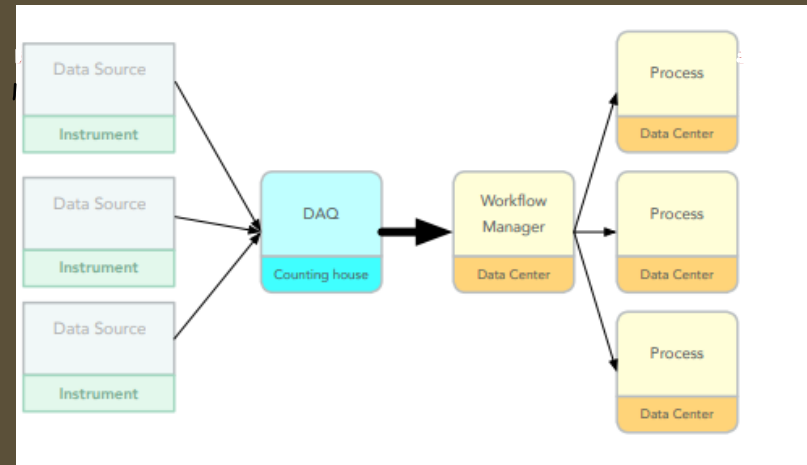 Data Source
Instrument
Data Source
Instrument
Data Source
Instrument
DAQ
Counting house
Workflow
Manager
Data Center
Process
Data Center
Process
Data Center
Process
Data Center